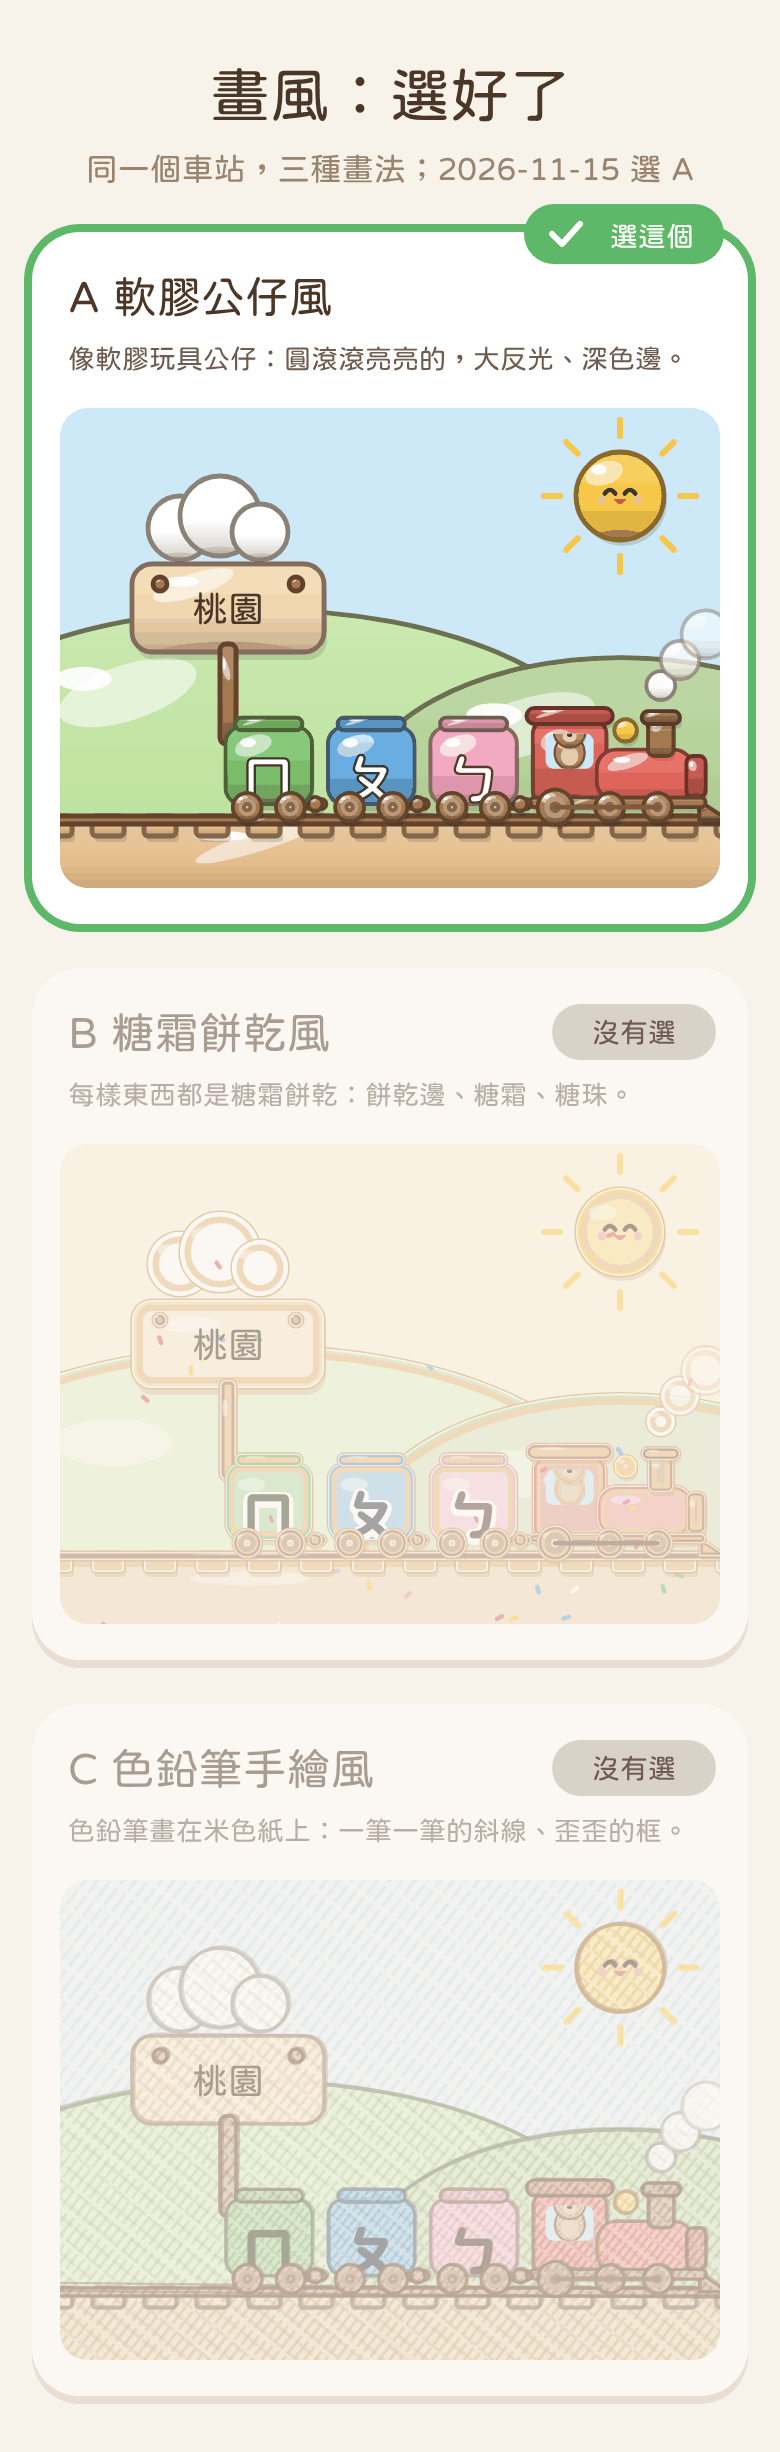 畫風：選好了
同一個車站，三種畫法；2026-11-15 選 A
選這個
A 軟膠公仔風
像軟膠玩具公仔：圓滾滾亮亮的，大反光、深色邊。
桃園
ㄇ ㄆ ㄅ
B 糖霜餅乾風
沒有選
每樣東西都是糖霜餅乾：餅乾邊、糖霜、糖珠。
桃園
ㄇ ㄆ ㄅ
C 色鉛筆手繪風
沒有選
色鉛筆畫在米色紙上：一筆一筆的斜線、歪歪的框。
桃園
ㄇ ㄆ ㄅ